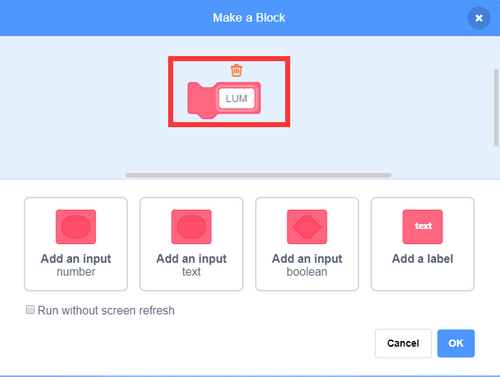 Make a Block
LUM
Add an input
number
Add an input
text
Add an input
boolean
text
Add a label
Run without screen refresh
Cancel
OK